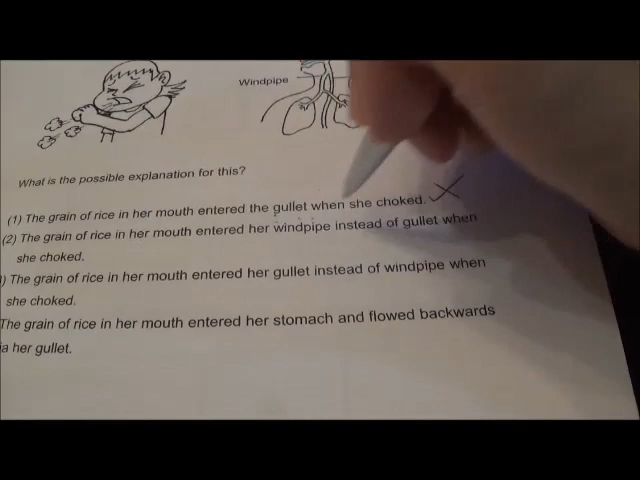 Windpipe
What is the possible explanation for this?
(1) The grain of rice in her mouth entered the gullet when she choked.
(2) The grain of rice in her mouth entered her windpipe instead of gullet when
she choked.
) The grain of rice in her mouth entered her gullet instead of windpipe when
she choked.
The grain of rice in her mouth entered her stomach and flowed backwards
ia her gullet.